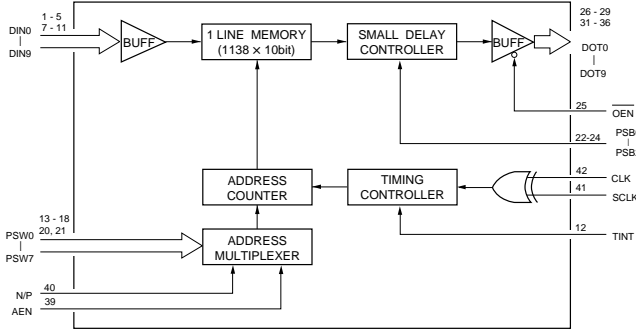 DIN0
|
DIN9
1 - 5
7 - 11
BUFF
1 LINE MEMORY
(1138 × 10bit)
SMALL DELAY
CONTROLLER
BUFF
26 - 29
31 - 36
DOT0
|
DOT9
25
OEN
22-24
PSB0
|
ADDRESS
COUNTER
TIMING
CONTROLLER
42
CLK
41
SCLK
12
TINT
PSW0
|
PSW7
13 - 18
20, 21
ADDRESS
MULTIPLEXER
N/P
40
AEN
39